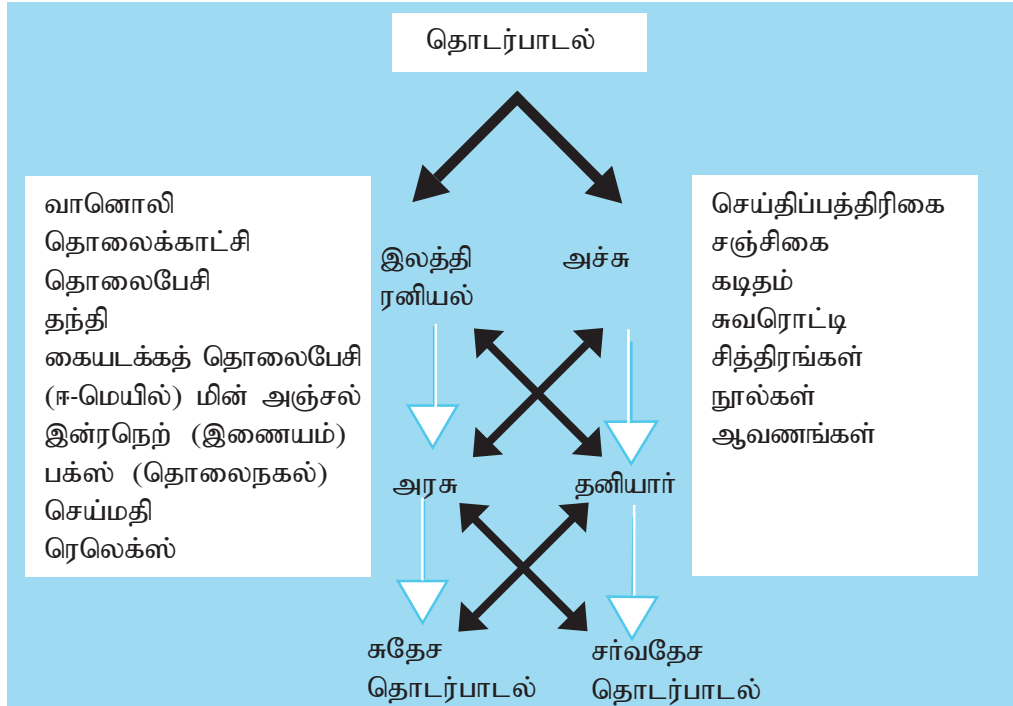 தொடர்பாடல்
வானொலி
தொலைக்காட்சி
தொலைபேசி
தந்தி
கையடக்கத் தொலைபேசி
(ஈ-மெயில்) மின் அஞ்சல்
இன்ரநெற் (இணையம்)
பக்ஸ் (தொலைநகல்)
செய்மதி
ரெலெக்ஸ்
இலத்தி
ரனியல்
அச்சு
செய்திப்பத்திரிகை
சஞ்சிகை
கடிதம்
சுவரொட்டி
சித்திரங்கள்
நூல்கள்
ஆவணங்கள்
அரசு
தனியார்
சுதேச
தொடர்பாடல்
சர்வதேச
தொடர்பாடல்